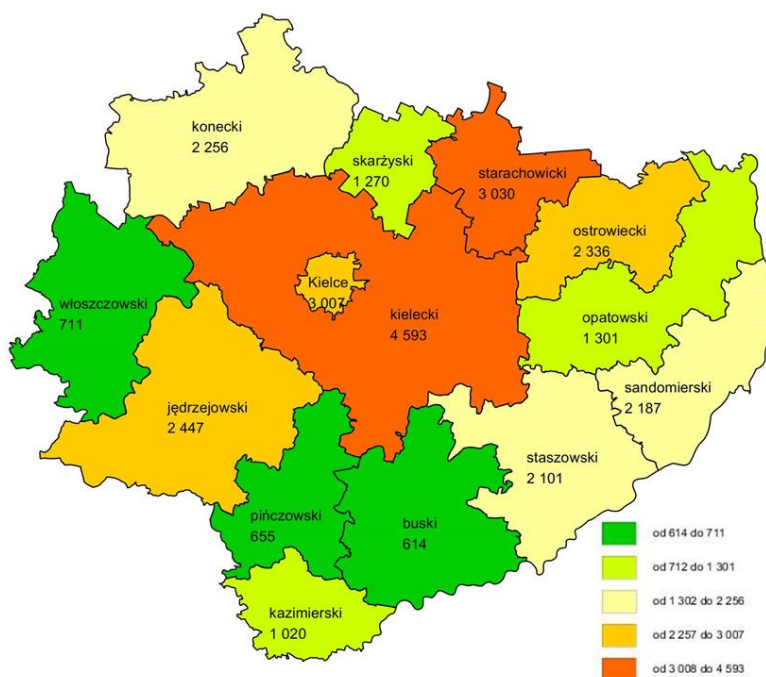 konecki
2 256
skarżyski
1 270
starachowicki
3 030
ostrowiecki
2 336
włoszczowski
711
Kielce
3 007
kielecki
4 593
opatowski
1 301
sandomierski
2 187
jędrzejowski
2 447
staszowski
2 101
pińczowski
655
buski
614
kazimierski
1 020
od 614 do 711
od 712 do 1 301
od 1 302 do 2 256
od 2 257 do 3 007
od 3 008 do 4 593